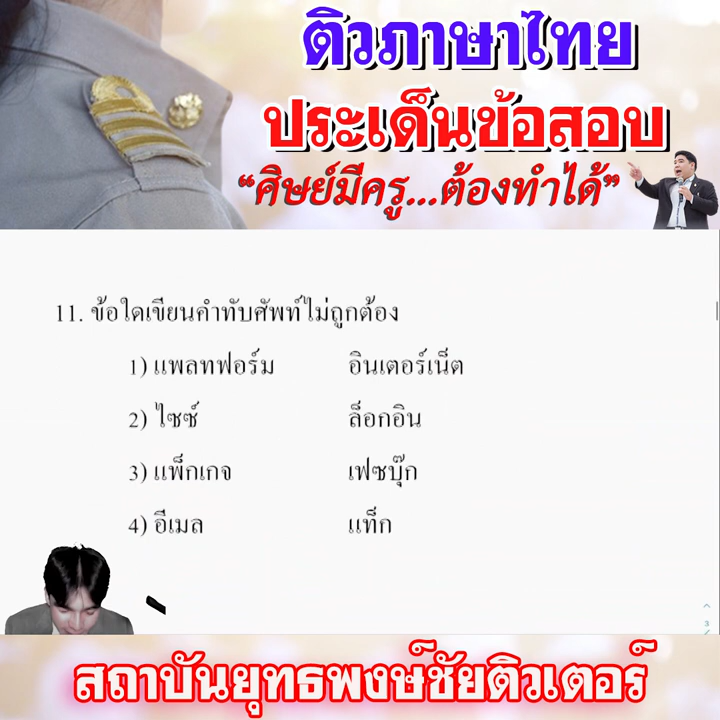 ติวภาษาไทย
ประเด็นข้อสอบ
“ศิษย์มีครู...ต้องทำได้”
11. ข้อใดเขียนคำทับศัพท์ไม่ถูกต้อง
1) แพลทฟอร์ม อินเตอร์เน็ต
2) ไซซ์ ล็อกอิน
3) แพ็กเกจ เฟซบุ๊ก
4) อีเมล แท็ก
3
สถาบันยุทธพงษ์ชัยติวเตอร์